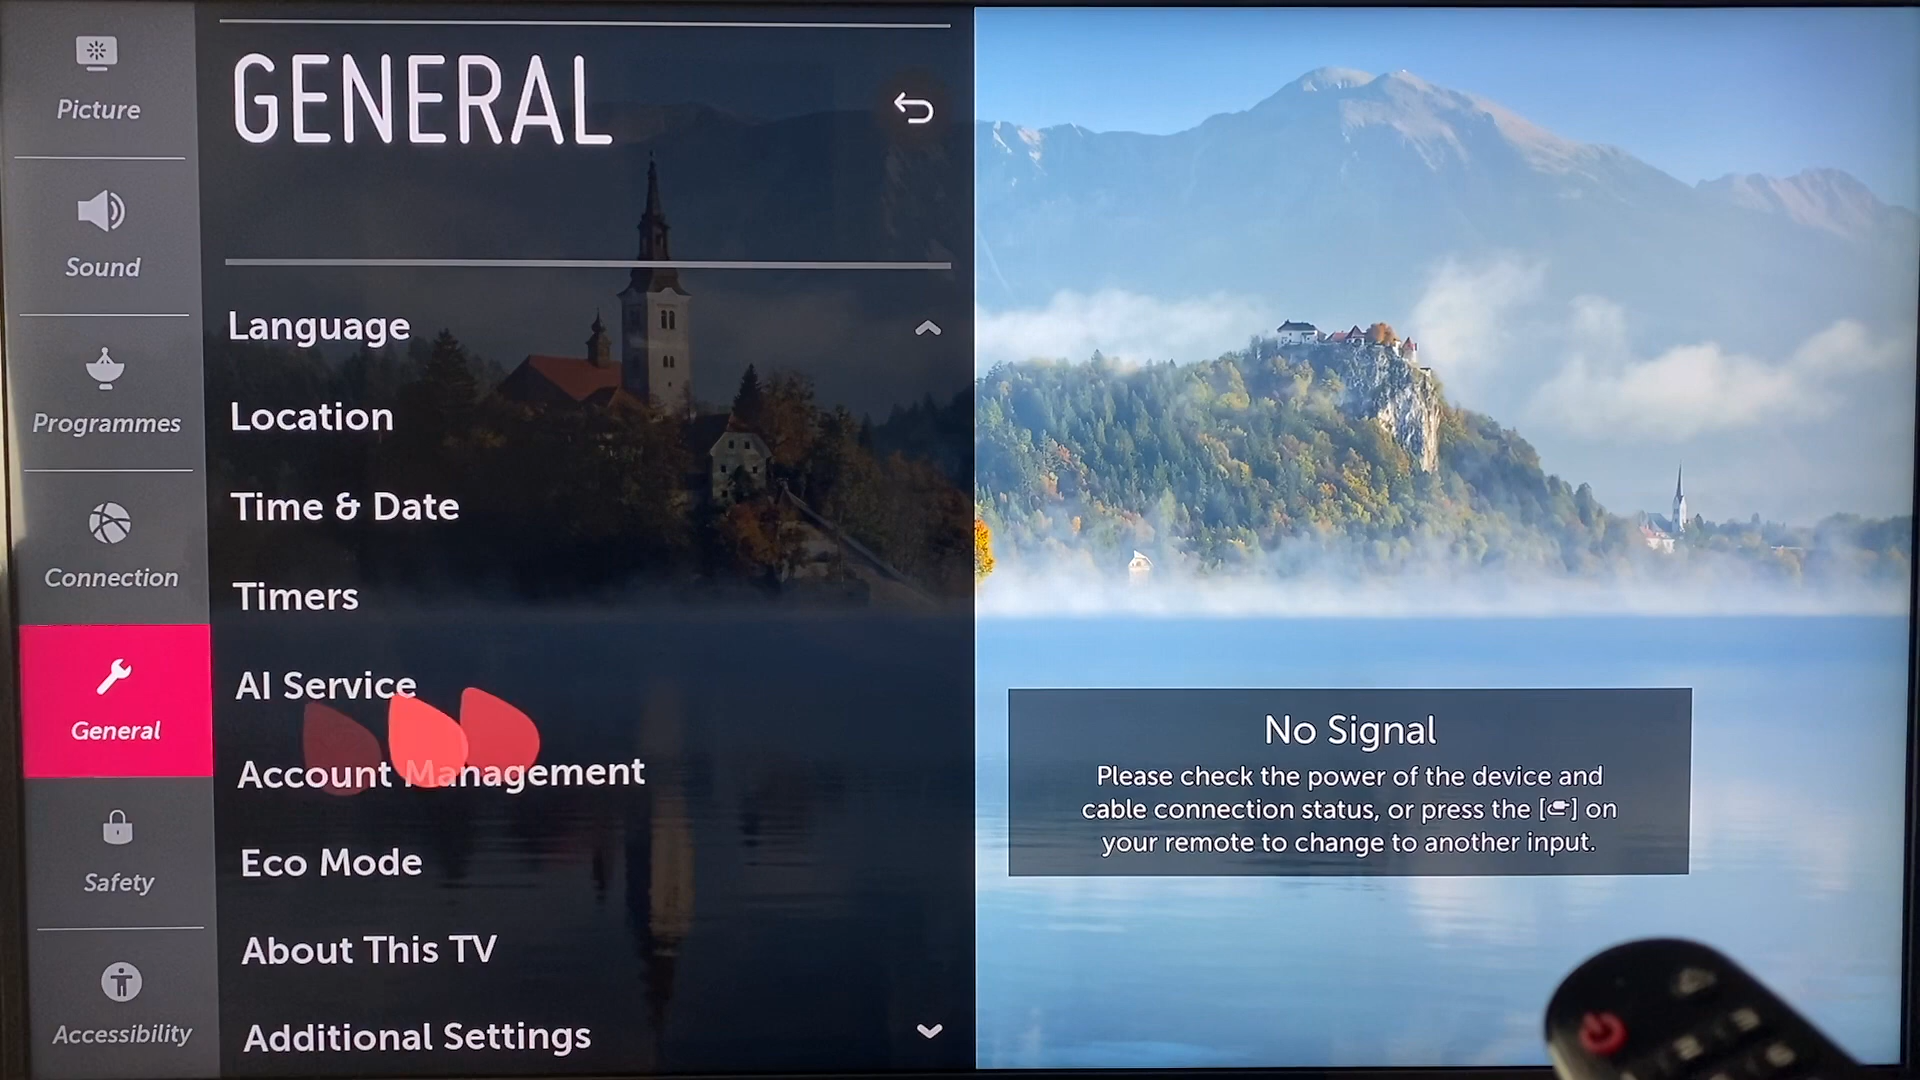 Picture
Sound
Programmes
Connection
General
Safety
Accessibility
GENERAL
Language
Location
Time & Date
Timers
AI Service
Account Management
Eco Mode
About This TV
Additional Settings
No Signal
Please check the power of the device and
cable connection status, or press the [] on
your remote to change to another input.